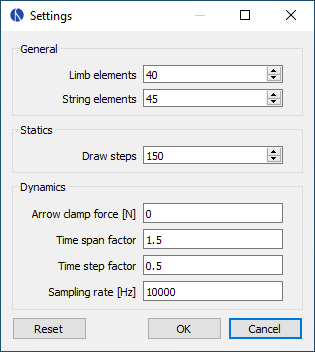 Settings
General
Limb elements 40
String elements 45
Statics
Draw steps 150
Dynamics
Arrow clamp force [N] 0
Time span factor 1.5
Time step factor 0.5
Sampling rate [Hz] 10000
Reset OK Cancel